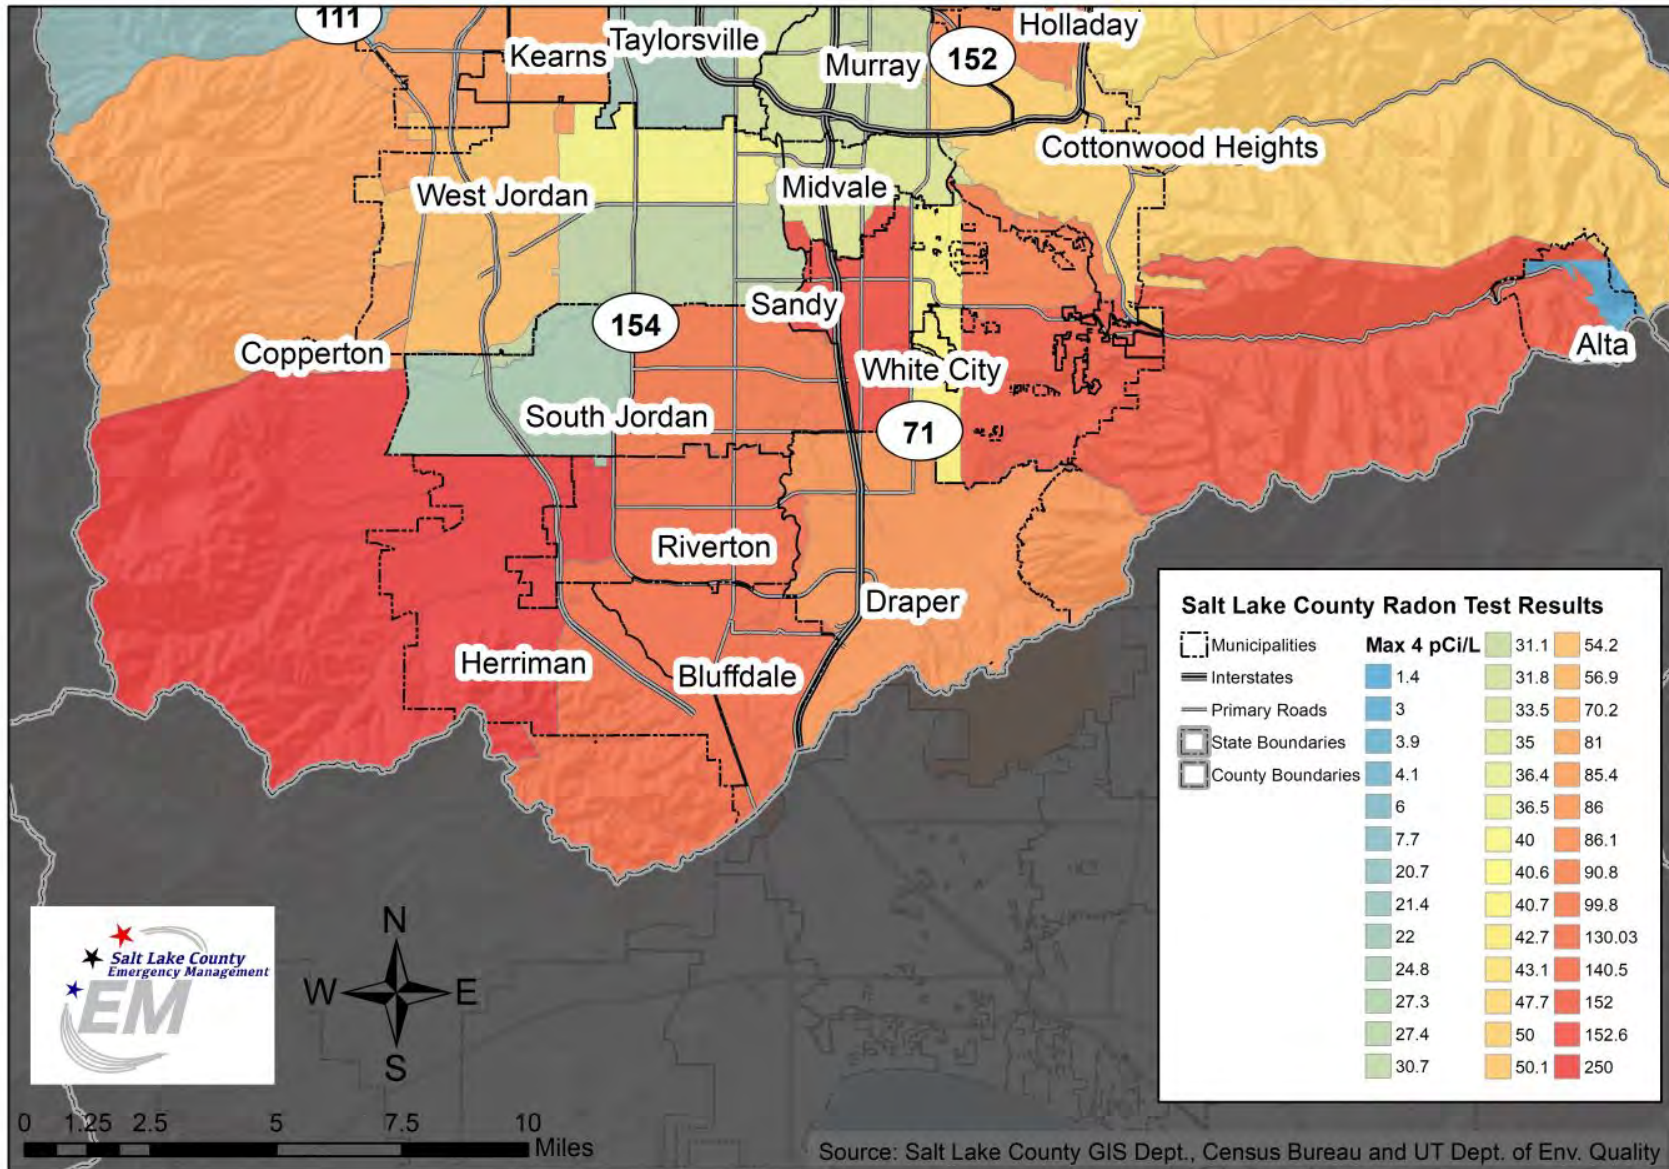 111
Kearns
Taylorsville
Murray
152
Holladay
Cottonwood Heights
West Jordan
Midvale
Sandy
154
Copperton
White City
Alta
South Jordan
71
Riverton
Draper
Herriman
Bluffdale
Salt Lake County Radon Test Results
Municipalities
Interstates
Primary Roads
State Boundaries
County Boundaries
Max 4 pCi/L
1.4
3
3.9
4.1
6
7.7
20.7
21.4
22
24.8
27.3
27.4
30.7
31.1
31.8
33.5
35
36.4
36.5
40
40.6
40.7
42.7
43.1
47.7
50
50.1
54.2
56.9
70.2
81
85.4
86
86.1
90.8
99.8
130.03
140.5
152
152.6
250
Salt Lake County
Emergency Management
EM
N
W E
S
0 1.25 2.5 5 7.5 10
Miles
Source: Salt Lake County GIS Dept., Census Bureau and UT Dept. of Env. Quality